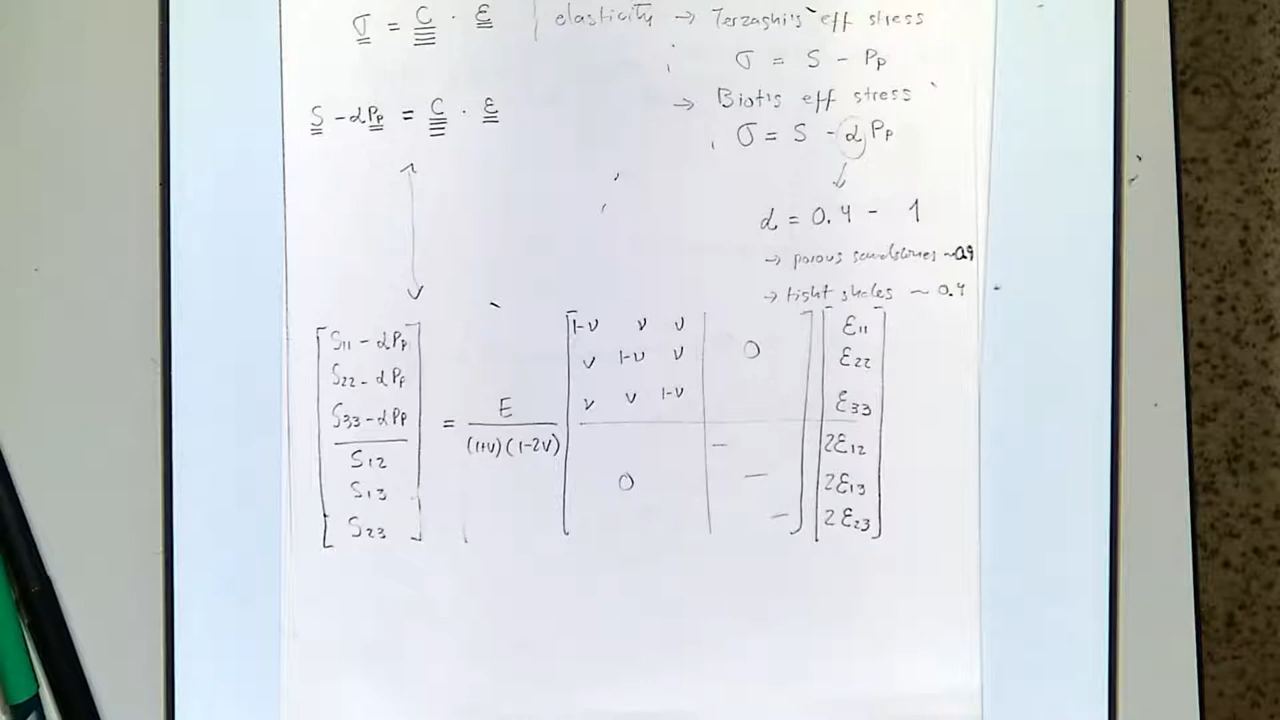 σ = C · ε | elasticity → Terzaghi's eff stress
σ = S - Pp
S - αPp = C · ε → Biot's eff stress
σ = S - αPp
α = 0.4 - 1
→ porous sandstones ~0.9
→ tight shales ~ 0.4
S11 - αPp
S22 - αPp
S33 - αPp
S12
S13
S23
= E / (1+ν)(1-2ν)
1-ν ν ν 0
ν 1-ν ν
ν ν 1-ν
0
ε11
ε22
ε33
2ε12
2ε13
2ε23